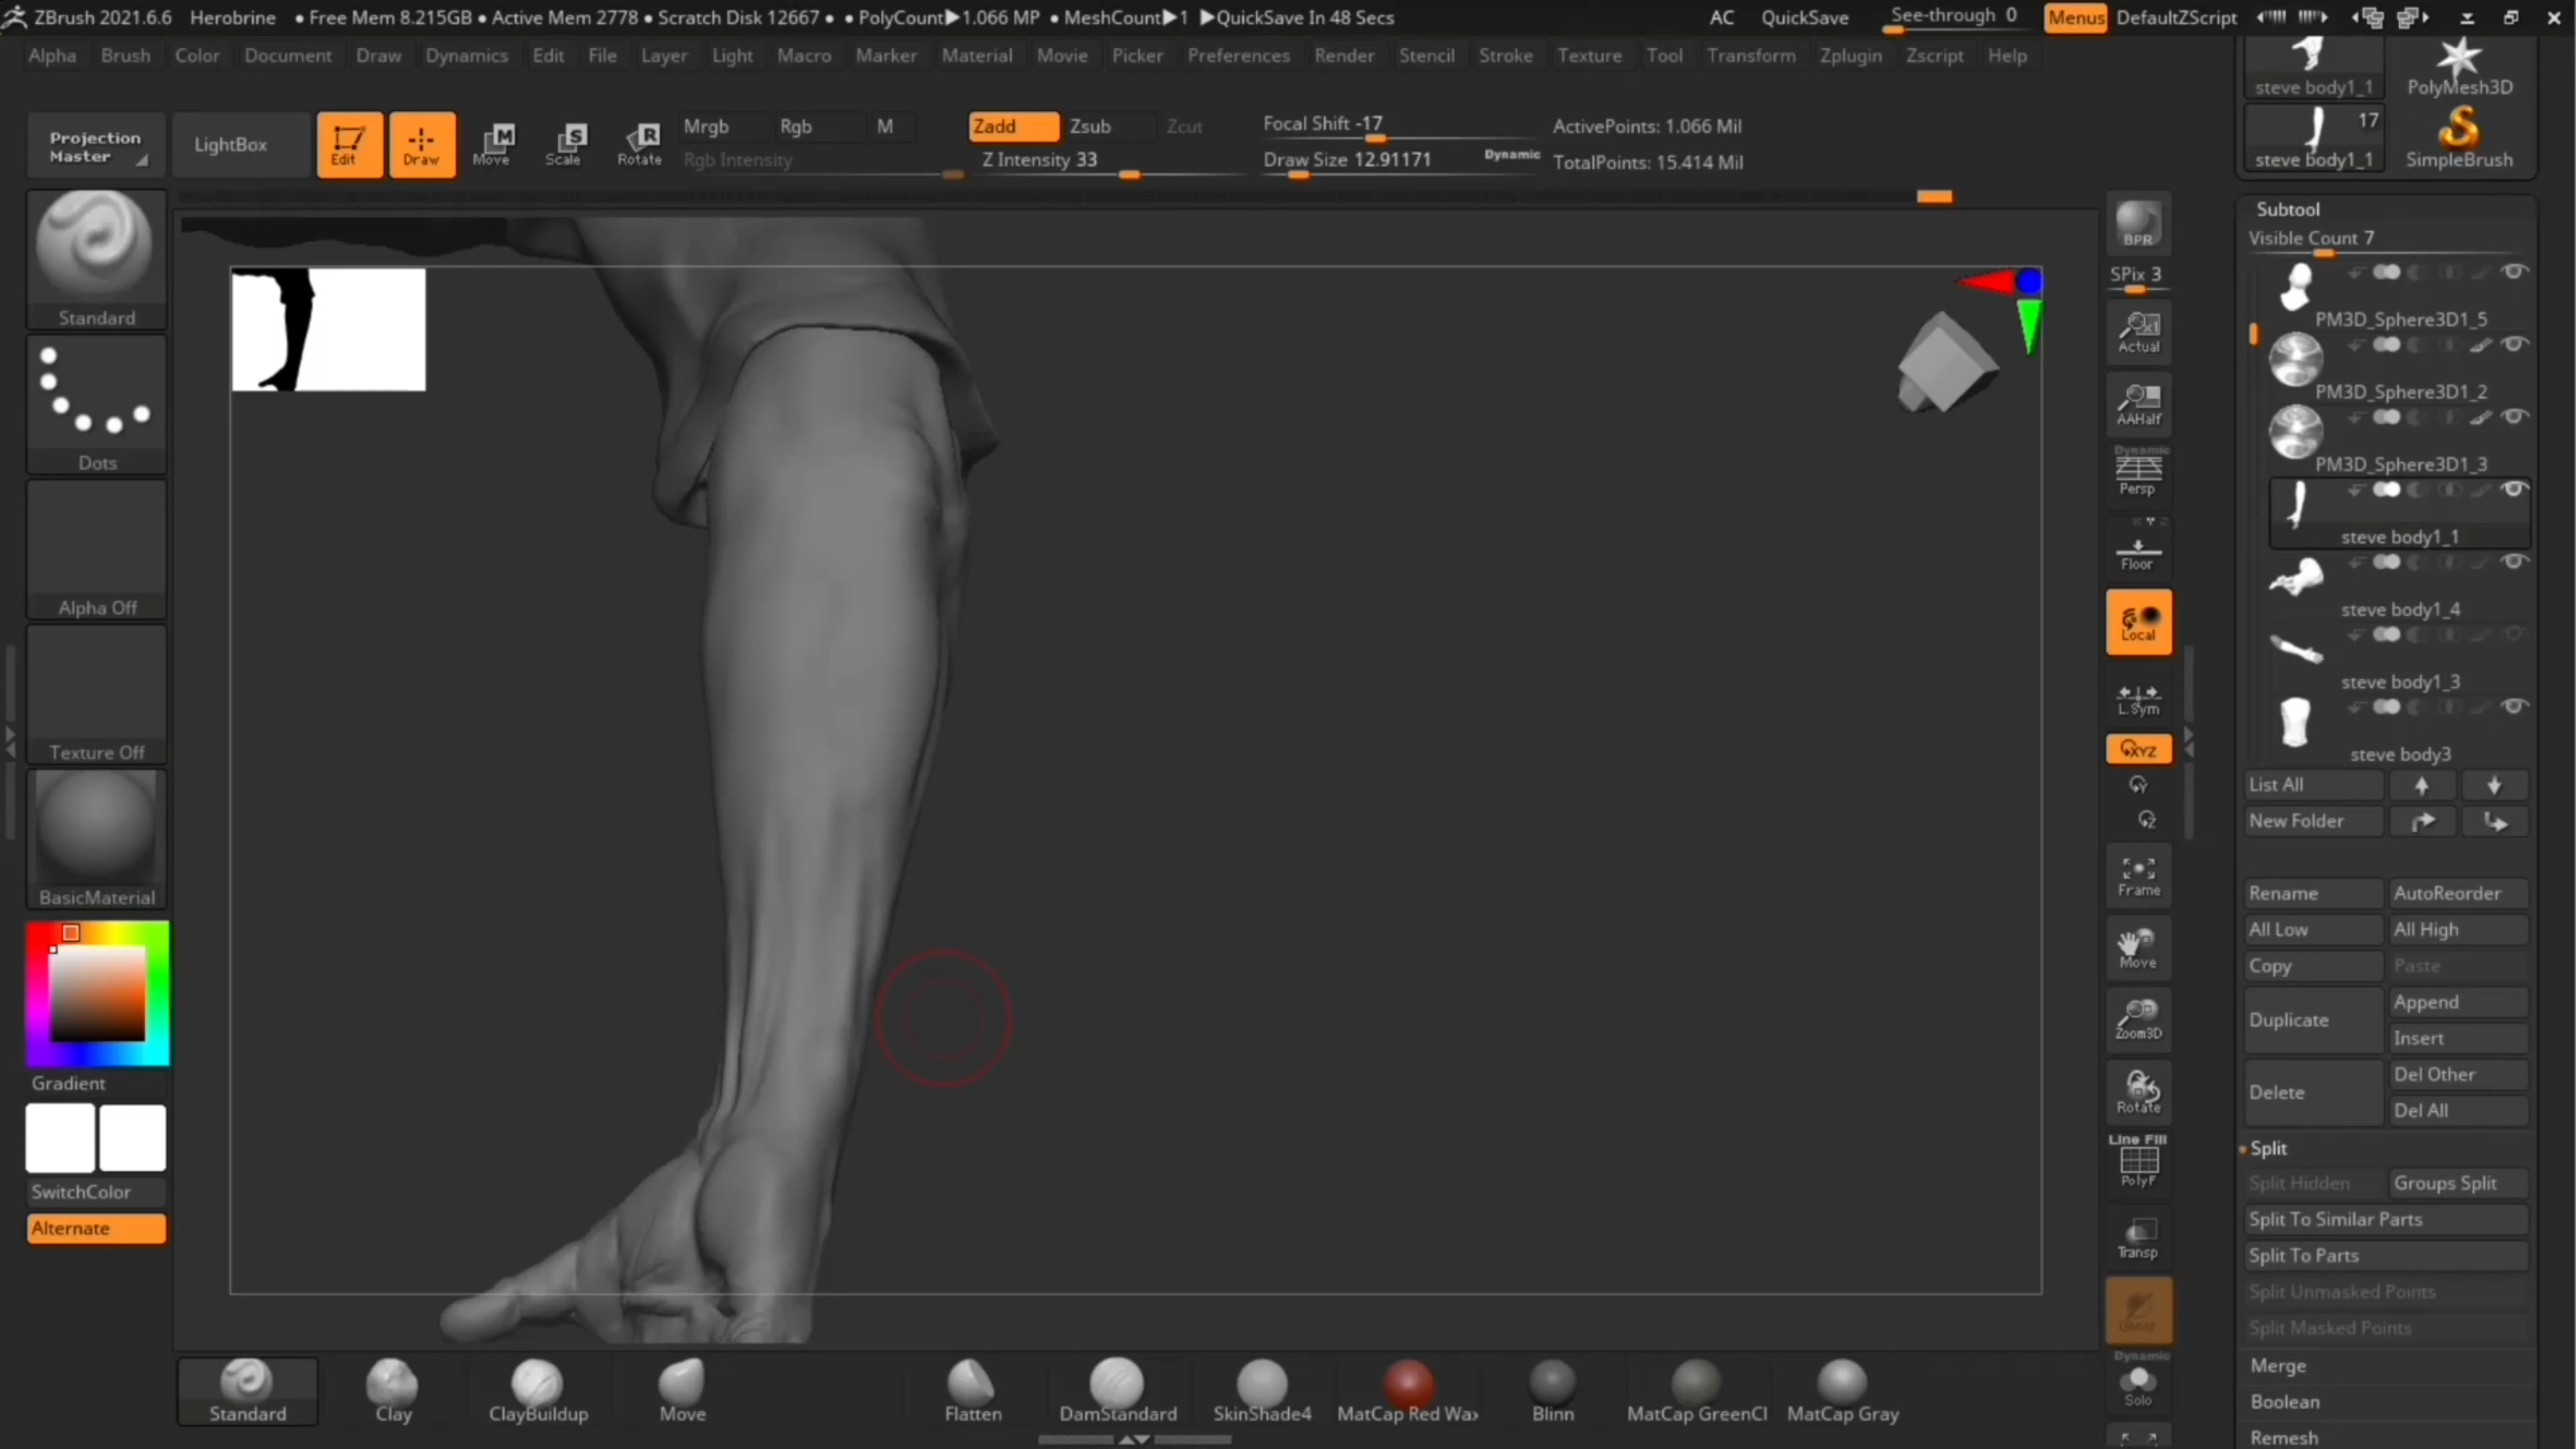 ZBrush 2021.6.6 Herobrine • Free Mem 8.215GB • Active Mem 2778 • Scratch Disk 12667 • • PolyCount▶1.066 MP • MeshCount▶1 ▶QuickSave In 48 Secs AC QuickSave See-through 0 Menus DefaultZScript
Alpha Brush Color Document Draw Dynamics Edit File Layer Light Macro Marker Material Movie Picker Preferences Render Stencil Stroke Texture Tool Transform Zplugin Zscript Help
Projection
Master
LightBox
Edit
Draw
M
Move
S
Scale
R
Rotate
Mrgb Rgb M
Rgb Intensity
Zadd Zsub Zcut
Z Intensity 33
Focal Shift -17
Draw Size 12.91171 Dynamic
ActivePoints: 1.066 Mil
TotalPoints: 15.414 Mil
Standard
Dots
Alpha Off
Texture Off
BasicMaterial
Gradient
SwitchColor
Alternate
BPR
SPix 3
Actual
AAHalf
Dynamic
Persp
Floor
Local
L.Sym
XYZ
Y
Z
Frame
Move
Zoom3D
Rotate
Line Fill
PolyF
Transp
Ghost
Dynamic
Solo
steve body1_1
PolyMesh3D
17
steve body1_1
SimpleBrush
Subtool
Visible Count 7
PM3D_Sphere3D1_5
PM3D_Sphere3D1_2
PM3D_Sphere3D1_3
steve body1_1
steve body1_4
steve body1_3
steve body3
List All
New Folder
Rename AutoReorder
All Low All High
Copy Paste
Duplicate
Append
Insert
Delete
Del Other
Del All
Split
Split Hidden Groups Split
Split To Similar Parts
Split To Parts
Split Unmasked Points
Split Masked Points
Merge
Boolean
Remesh
Standard Clay ClayBuildup Move Flatten DamStandard SkinShade4 MatCap Red Wax Blinn MatCap GreenCl MatCap Gray